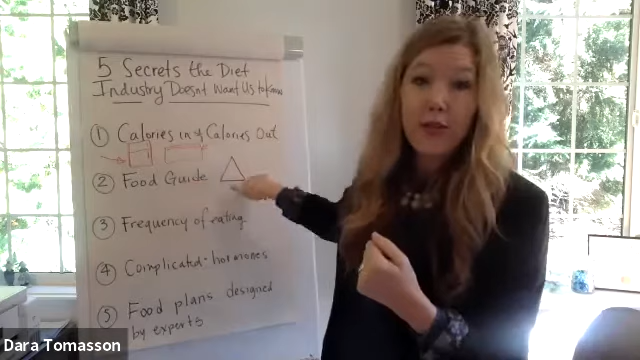 5 Secrets the Diet
Industry Doesnt Want Us to Know
① Calories in & Calories Out
② Food Guide
③ Frequency of eating
④ Complicated - hormones
⑤ Food plans designed
by experts
Dara Tomasson